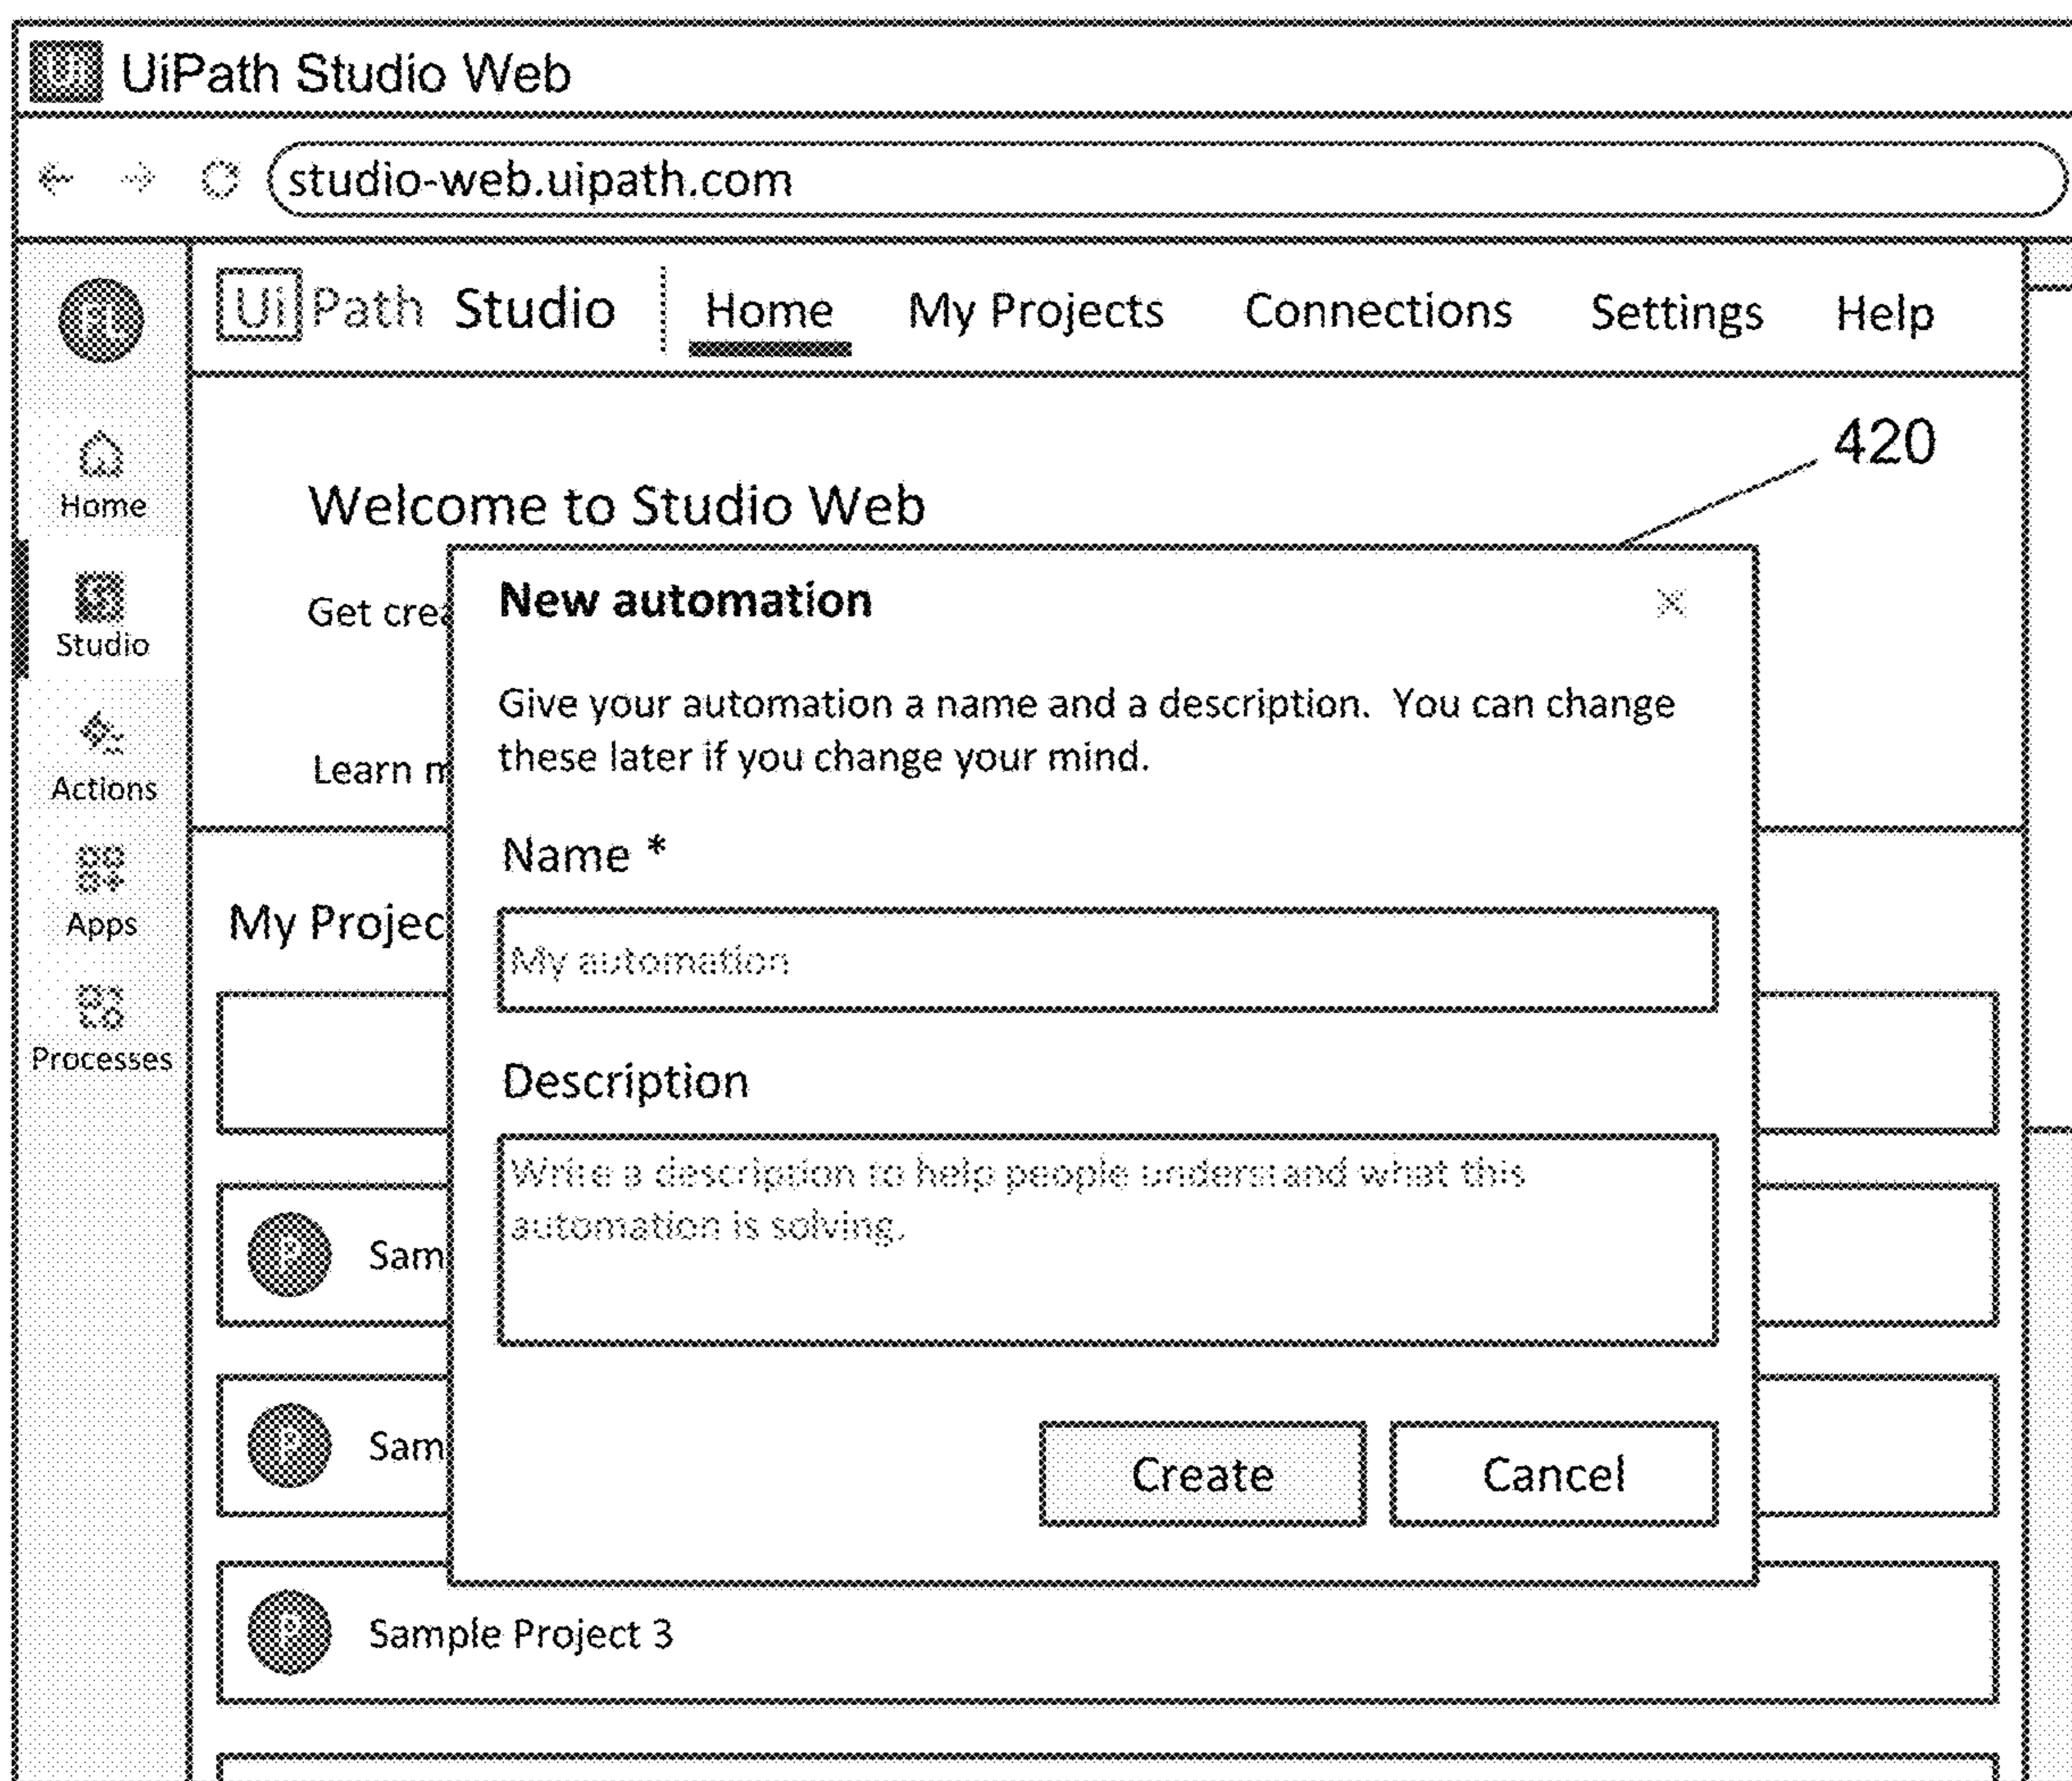 Ui UiPath Studio Web
studio-web.uipath.com
UiPath Studio Home My Projects Connections Settings Help
420
Home
Studio
Actions
Apps
Processes
Welcome to Studio Web
Get crea
Learn m
My Projec
New automation
Give your automation a name and a description. You can change
these later if you change your mind.
Name *
My automation
Description
Write a description to help people understand what this
automation is solving.
Create Cancel
P Sam
P Sam
P Sample Project 3